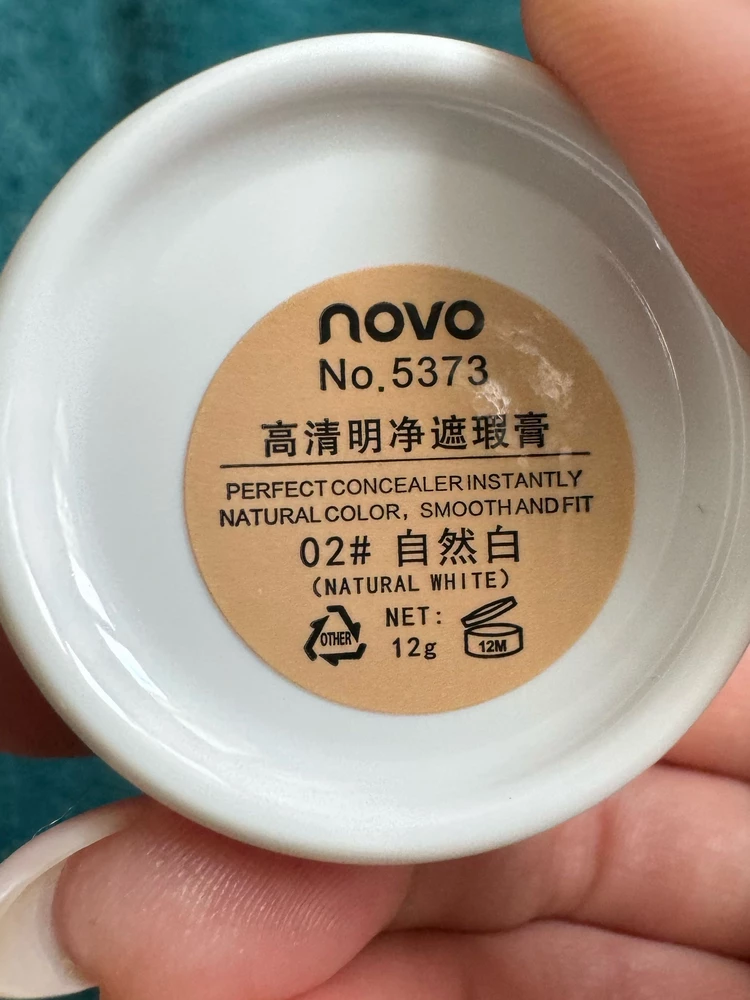 novo
No.5373
高清明净遮瑕膏
PERFECT CONCEALER INSTANTLY
NATURAL COLOR, SMOOTH AND FIT
02# 自然白
(NATURAL WHITE)
OTHER
NET:
12g
12M